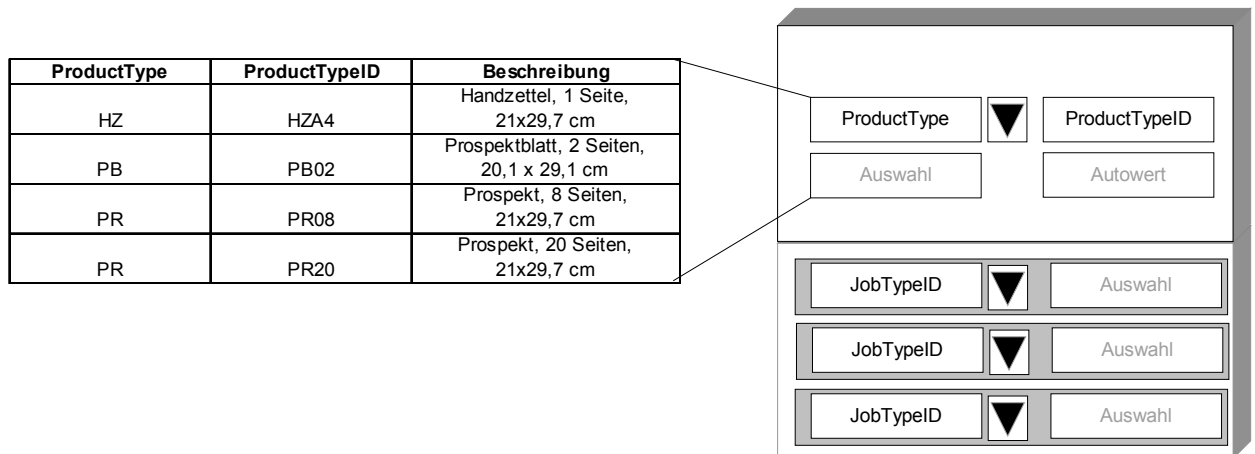 ProductType ProductTypeID Beschreibung
Handzettel, 1 Seite,
HZ HZA4 21x29,7 cm
Prospektblatt, 2 Seiten,
PB PB02 20,1 x 29,1 cm
Prospekt, 8 Seiten,
PR PR08 21x29,7 cm
Prospekt, 20 Seiten,
PR PR20 21x29,7 cm
ProductType ProductTypeID
Auswahl Autowert
JobTypeID Auswahl
JobTypeID Auswahl
JobTypeID Auswahl